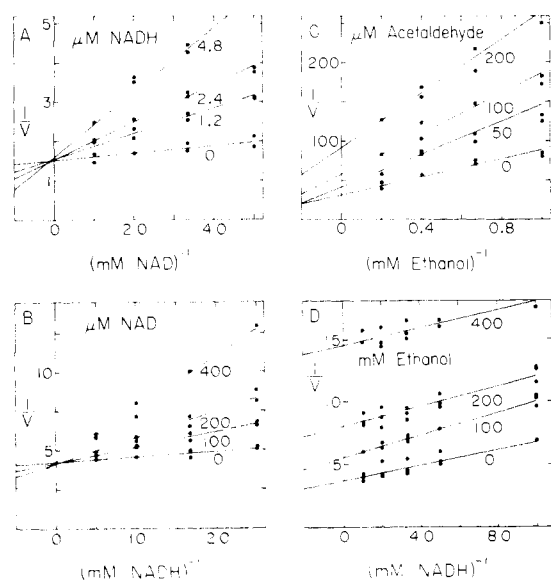 A
μM NADH
4.8
2.4
1.2
0
5
3
1
1/V
0
2.0
4.0
(mM NAD)⁻¹
C
μM Acetaldehyde
200
100
50
0
200
100
1/V
0
0.4
0.8
(mM Ethanol)⁻¹
B
μM NAD
400
200
100
0
10
5
1/V
0
10
20
(mM NADH)⁻¹
D
400
mM Ethanol
200
100
0
5
1/V
0
40
80
(mM NADH)⁻¹